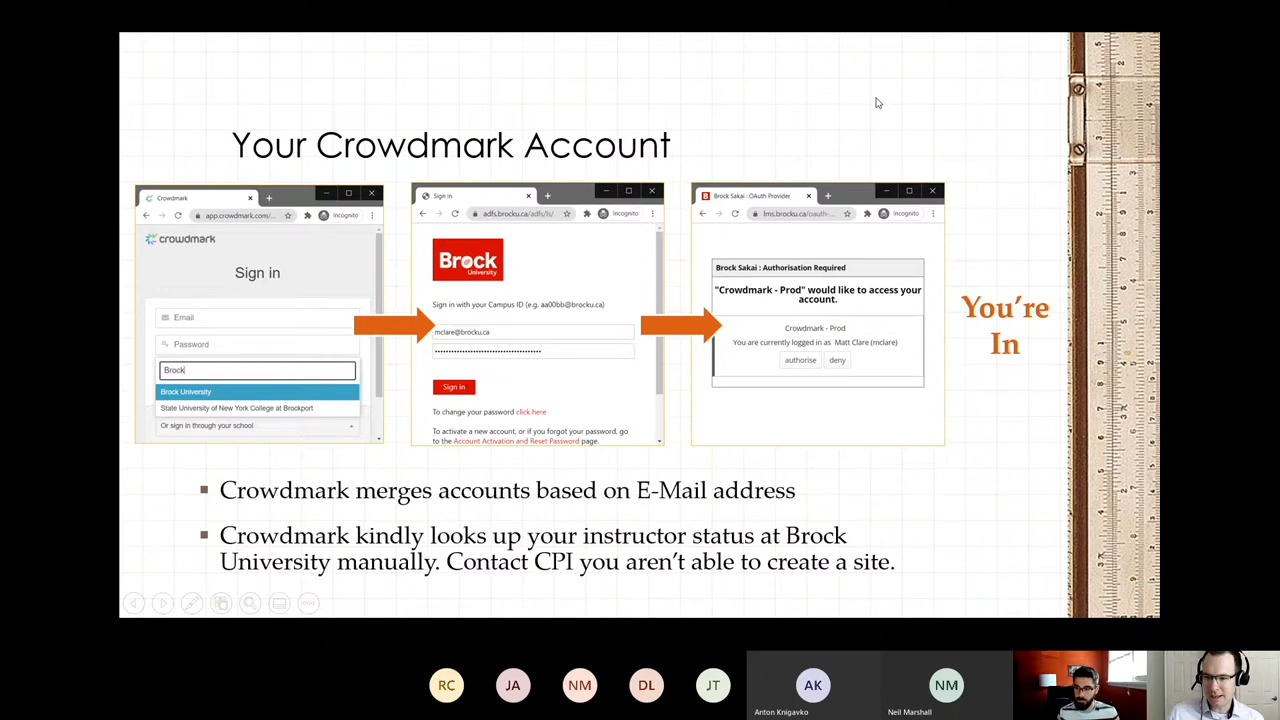 Your Crowdmark Account
Crowdmark
Incognito
app.crowdmark.com/...
crowdmark
Sign in
Email
Password
Brock
Brock University
State University of New York College at Brockport
Or sign in through your school
Sign in
adfs.brocku.ca/adfs/ls/
Incognito
Brock
University
Sign in with your Campus ID (e.g. aa00bb@brocku.ca)
mclare@brocku.ca
Sign in
To change your password click here
To activate a new account, or if you forgot your password, go
to the Account Activation and Reset Password page.
Brock Sakai : OAuth Provider
lms.brocku.ca/oauth-...
Incognito
Brock Sakai : Authorisation Required
"Crowdmark - Prod" would like to access your
account.
Crowdmark - Prod
You are currently logged in as Matt Clare (mclare)
authorise deny
You're
In
Crowdmark merges accounts based on E-Mail address
Crowdmark kindly looks up your instructor status at Brock
University manually. Contact CPI you aren't able to create a site.
RC
JA
NM
DL
JT
AK
Anton Knigavko
NM
Neil Marshall